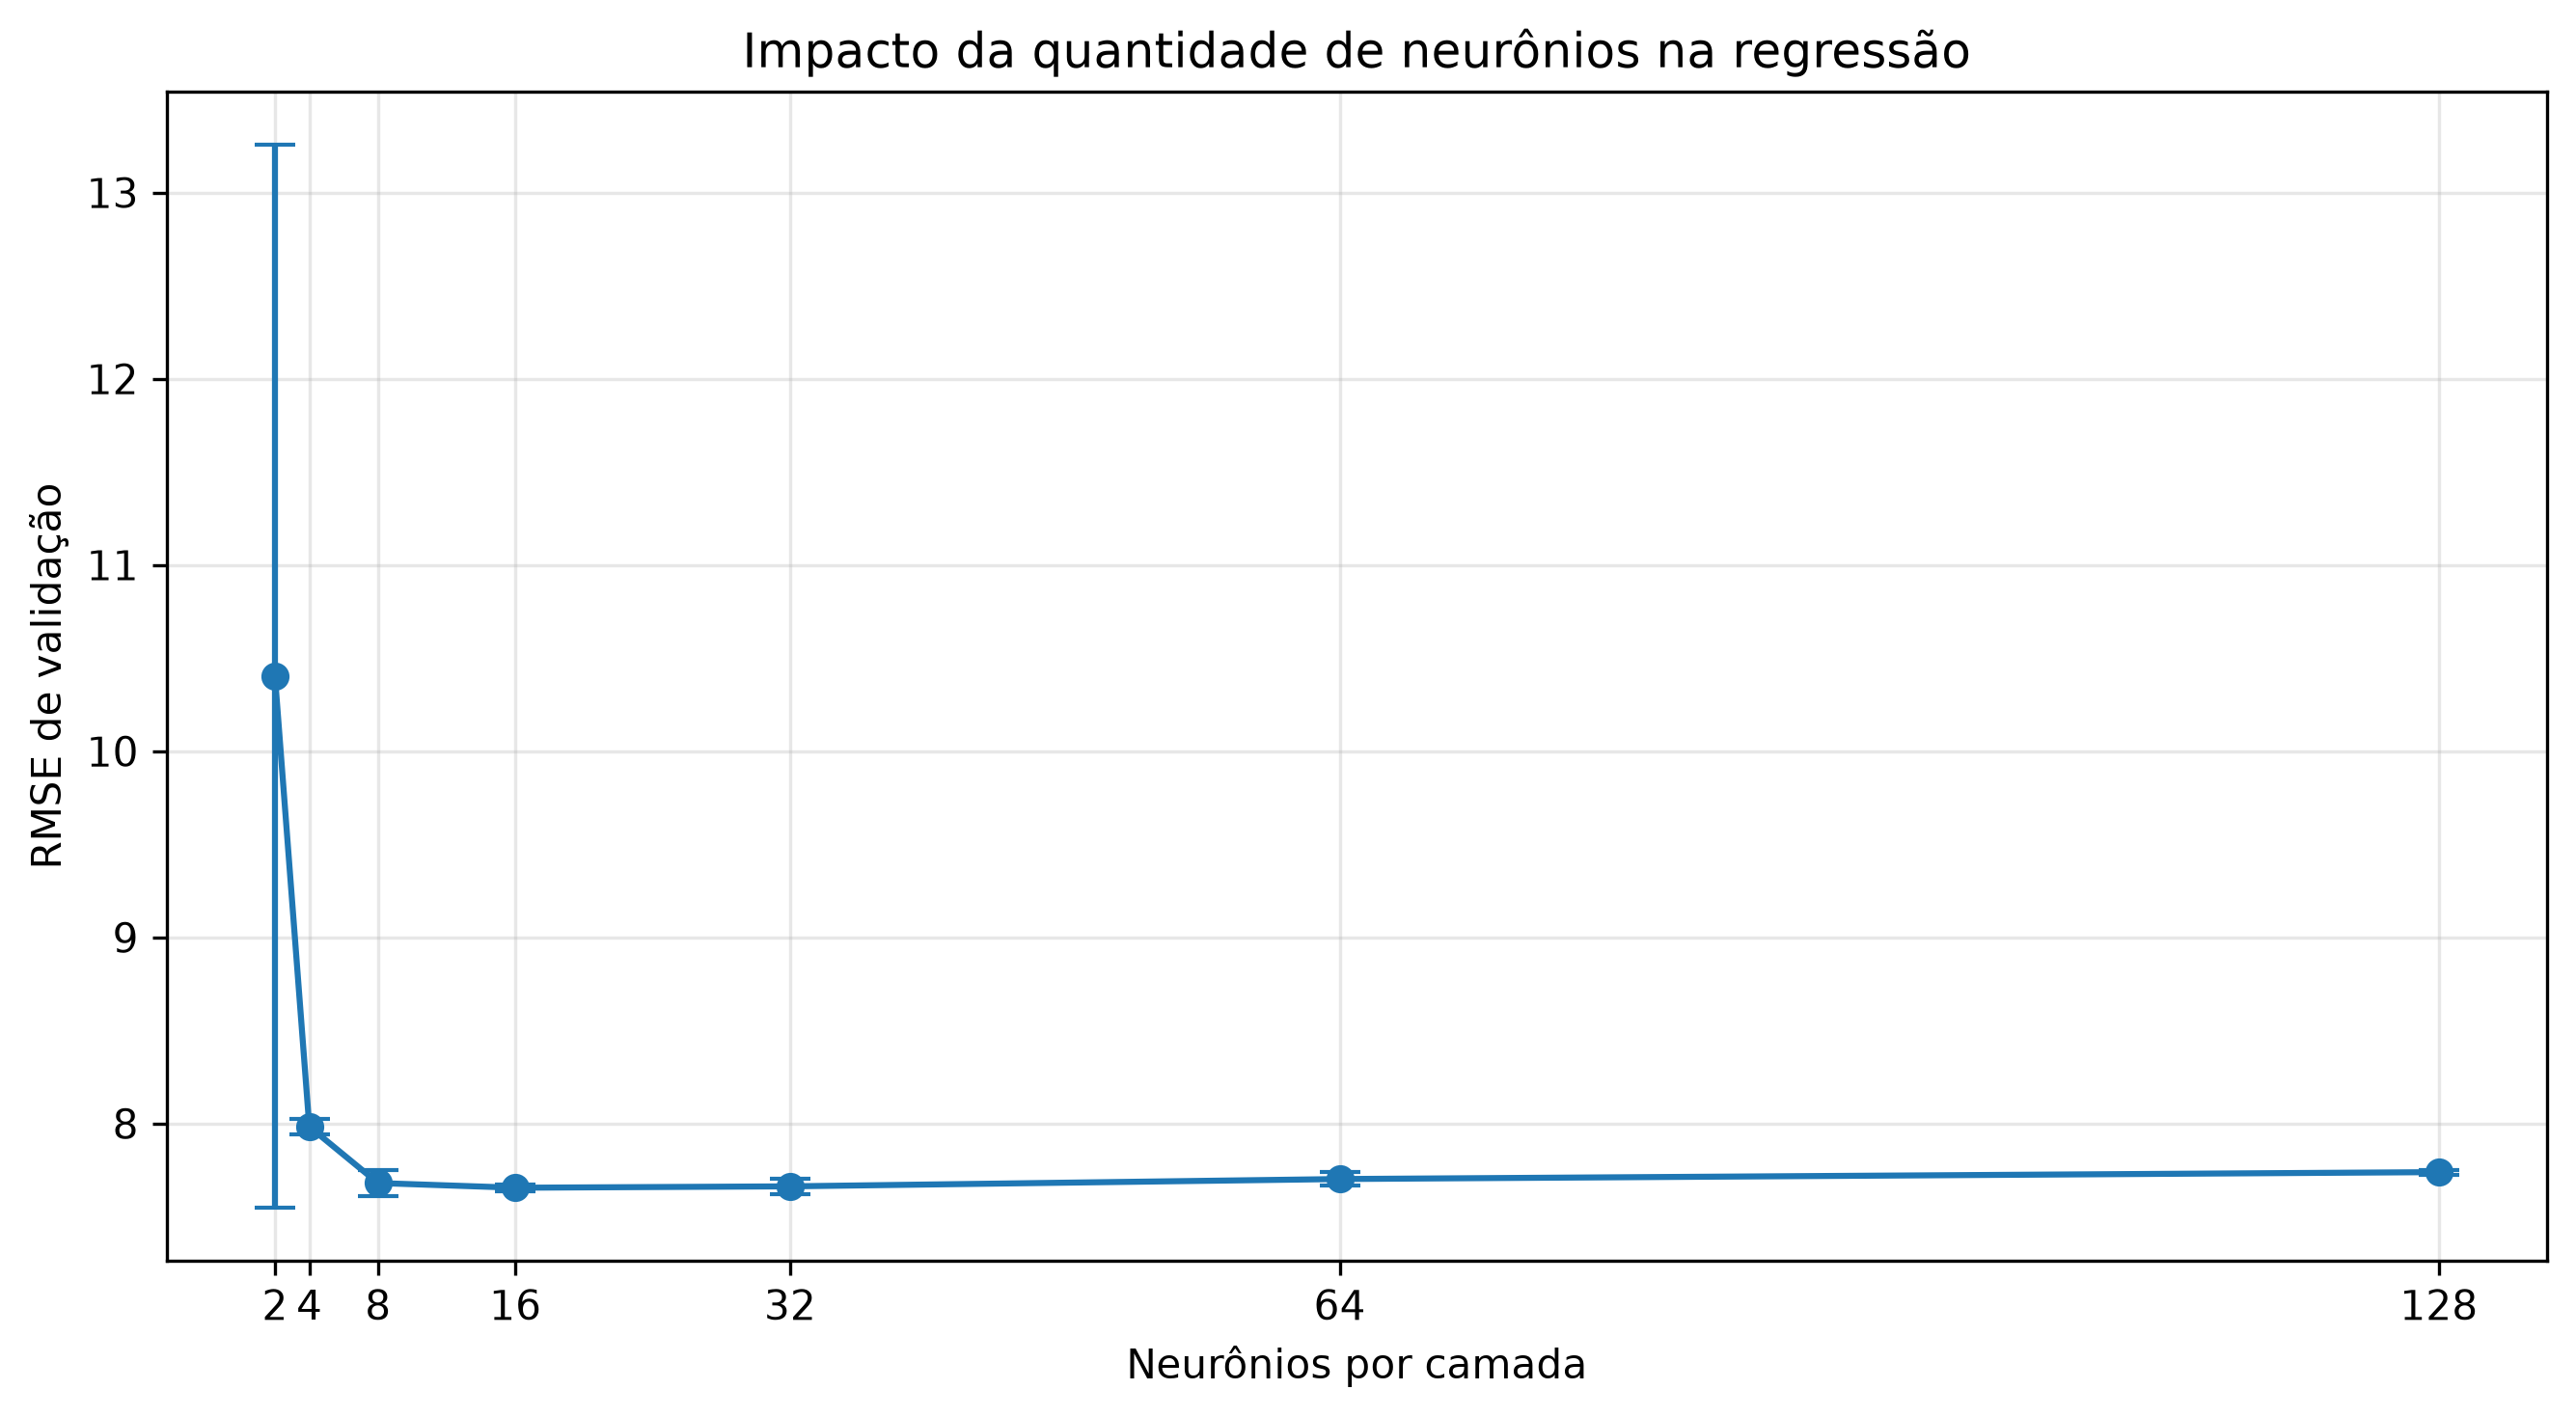 Impacto da quantidade de neurônios na regressão
13
12
11
10
9
8
RMSE de validação
2 4 8 16 32 64 128
Neurônios por camada